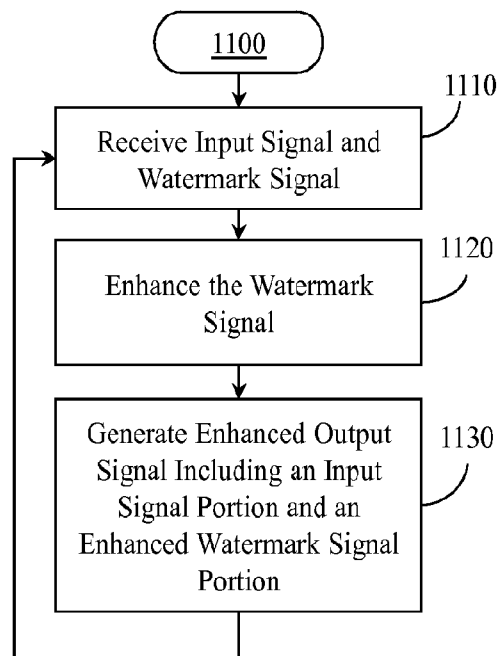 1100
1110
Receive Input Signal and
Watermark Signal
1120
Enhance the Watermark
Signal
1130
Generate Enhanced Output
Signal Including an Input
Signal Portion and an
Enhanced Watermark Signal
Portion